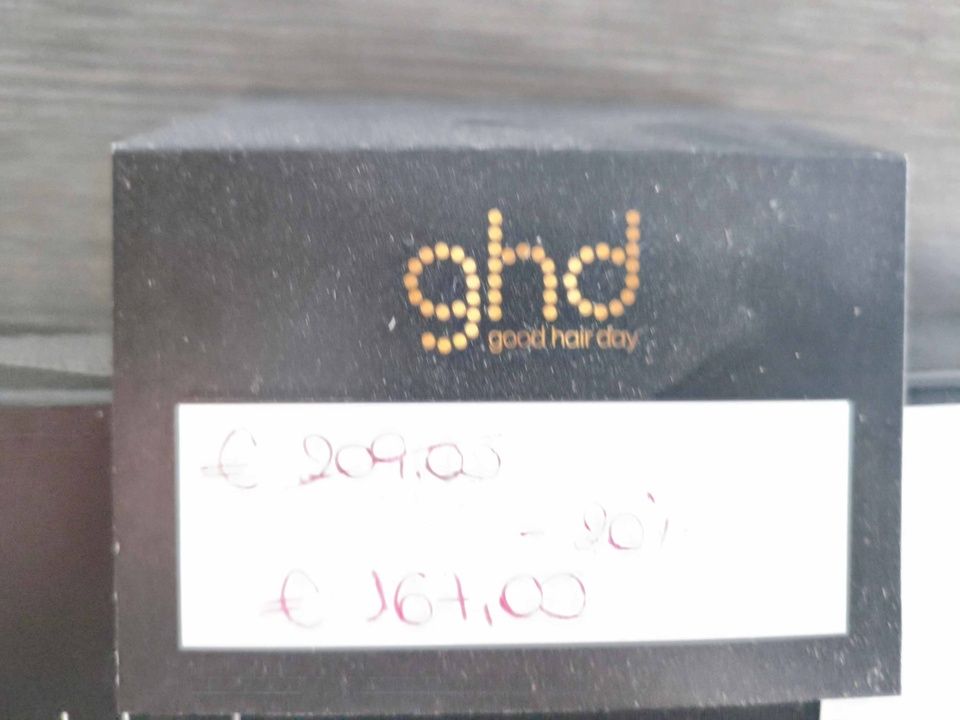 ghd
good hair day
€ 209.00
- 20%
€ 167,00